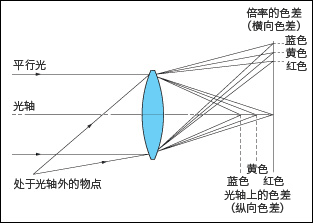 倍率的色差
(横向色差)
蓝色
黄色
红色
平行光
光轴
处于光轴外的物点
黄色
蓝色 红色
光轴上的色差
(纵向色差)